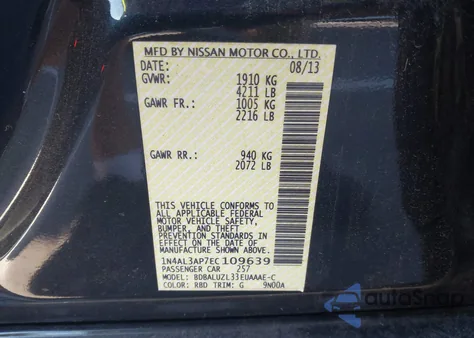 MFD BY NISSAN MOTOR CO., LTD.
DATE: 08/13
GVWR: 1910 KG
4211 LB
GAWR FR.: 1005 KG
2216 LB
GAWR RR.: 940 KG
2072 LB
THIS VEHICLE CONFORMS TO
ALL APPLICABLE FEDERAL
MOTOR VEHICLE SAFETY,
BUMPER, AND THEFT
PREVENTION STANDARDS IN
EFFECT ON THE DATE OF
MANUFACTURE SHOWN ABOVE.
1N4AL3AP7EC109639
PASSENGER CAR 257
BDBALUZL33EUAAAE-C
COLOR: RBD TRIM: G 9N00A
autoSnap